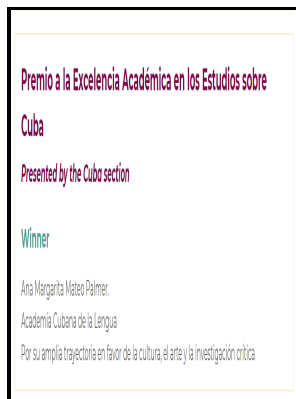 Premio a la Excelencia Académica en los Estudios sobre
Cuba
Presented by the Cuba section
Winner
Ana Margarita Mateo Palmer.
Academia Cubana de la Lengua
Por su amplia trayectoria en favor de la cultura, el arte y la investigación crítica